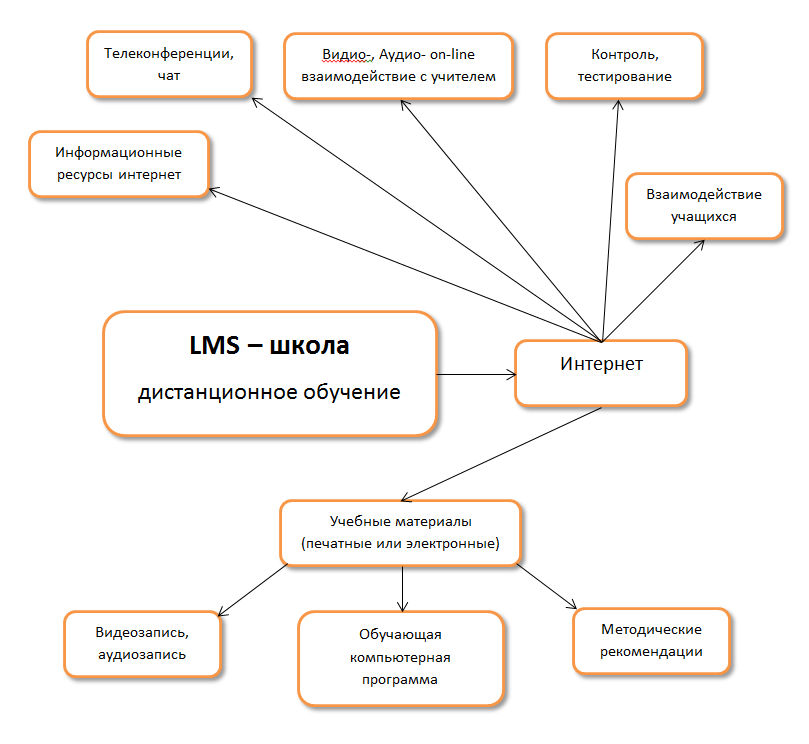 Телеконференции,
чат
Видио-, Аудио- on-line
взаимодействие с учителем
Контроль,
тестирование
Информационные
ресурсы интернет
Взаимодействие
учащихся
LMS – школа
дистанционное обучение
Интернет
Учебные материалы
(печатные или электронные)
Видеозапись,
аудиозапись
Обучающая
компьютерная
программа
Методические
рекомендации